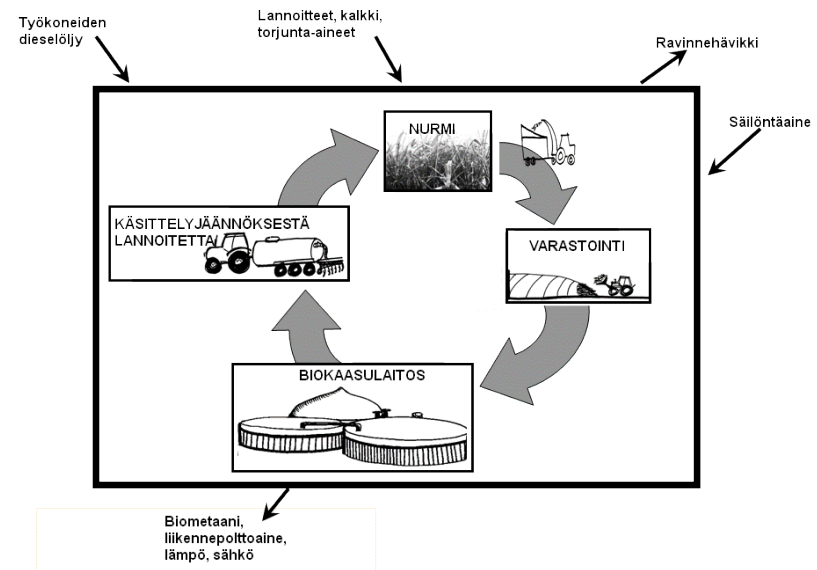 Työkoneiden
dieselöljy
Lannoitteet, kalkki,
torjunta-aineet
Ravinnehävikki
Säilöntäaine
NURMI
KÄSITTELYJÄÄNNÖKSESTÄ
LANNOITETTA
VARASTOINTI
BIOKAASULAITOS
Biometaani,
liikennepolttoaine,
lämpö, sähkö